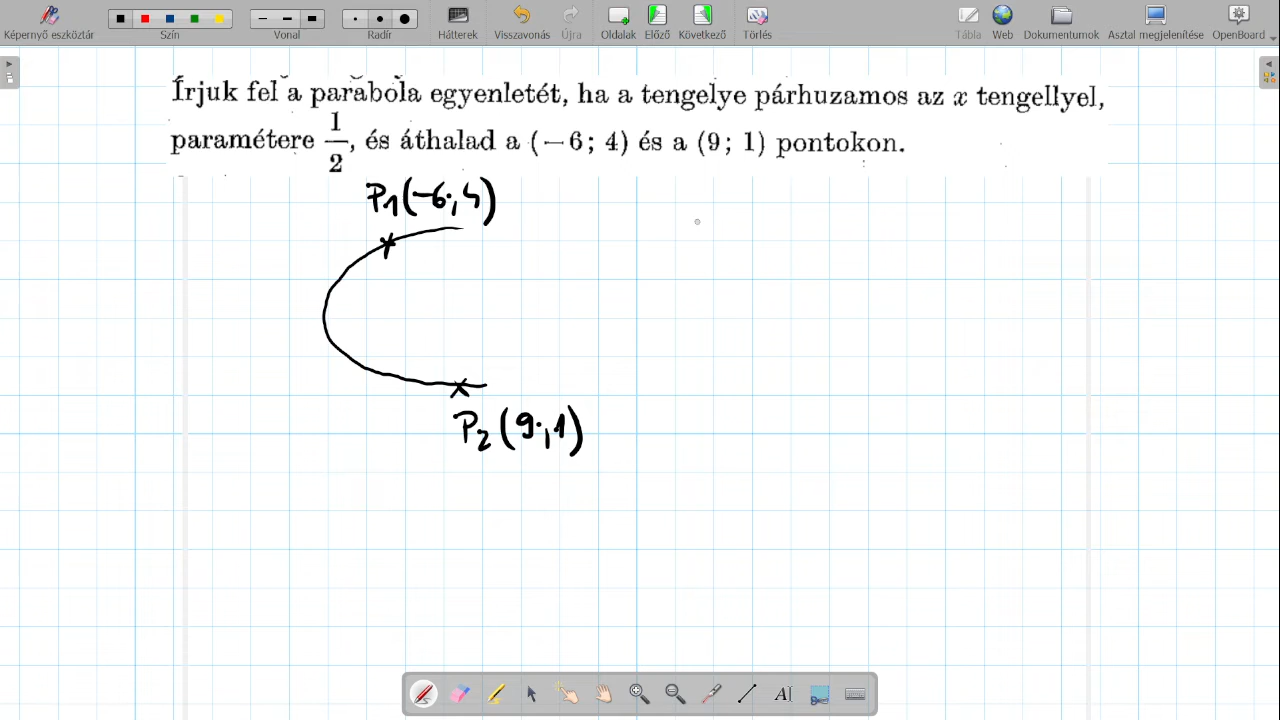 Képernyő eszköztár Szín Vonal Radír Hátterek Visszavonás Újra Oldalak Előző Következő Törlés Tábla Web Dokumentumok Asztal megjelenítése OpenBoard
Írjuk fel a parabola egyenletét, ha a tengelye párhuzamos az x tengellyel,
paramétere 1/2, és áthalad a (−6; 4) és a (9; 1) pontokon.
P₁(−6; 4)
P₂(9; 1)